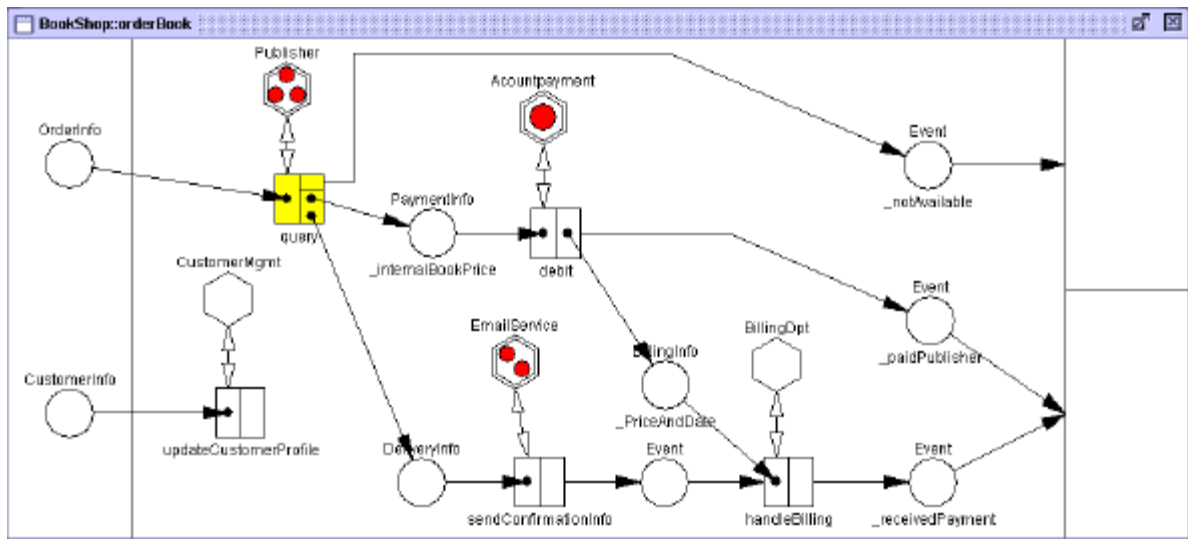 BookShop::orderBook
Publisher
Acountpayment
OrderInfo
Event
PaymentInfo
_notAvailable
query
CustomerMgmt
_internalBookPrice
debit
Event
EmailService
BillingInfo
BillingDpt
_paidPublisher
CustomerInfo
_PriceAndDate
updateCustomerProfile
DeliveryInfo
Event
Event
sendConfirmationInfo
handleBilling
_receivedPayment